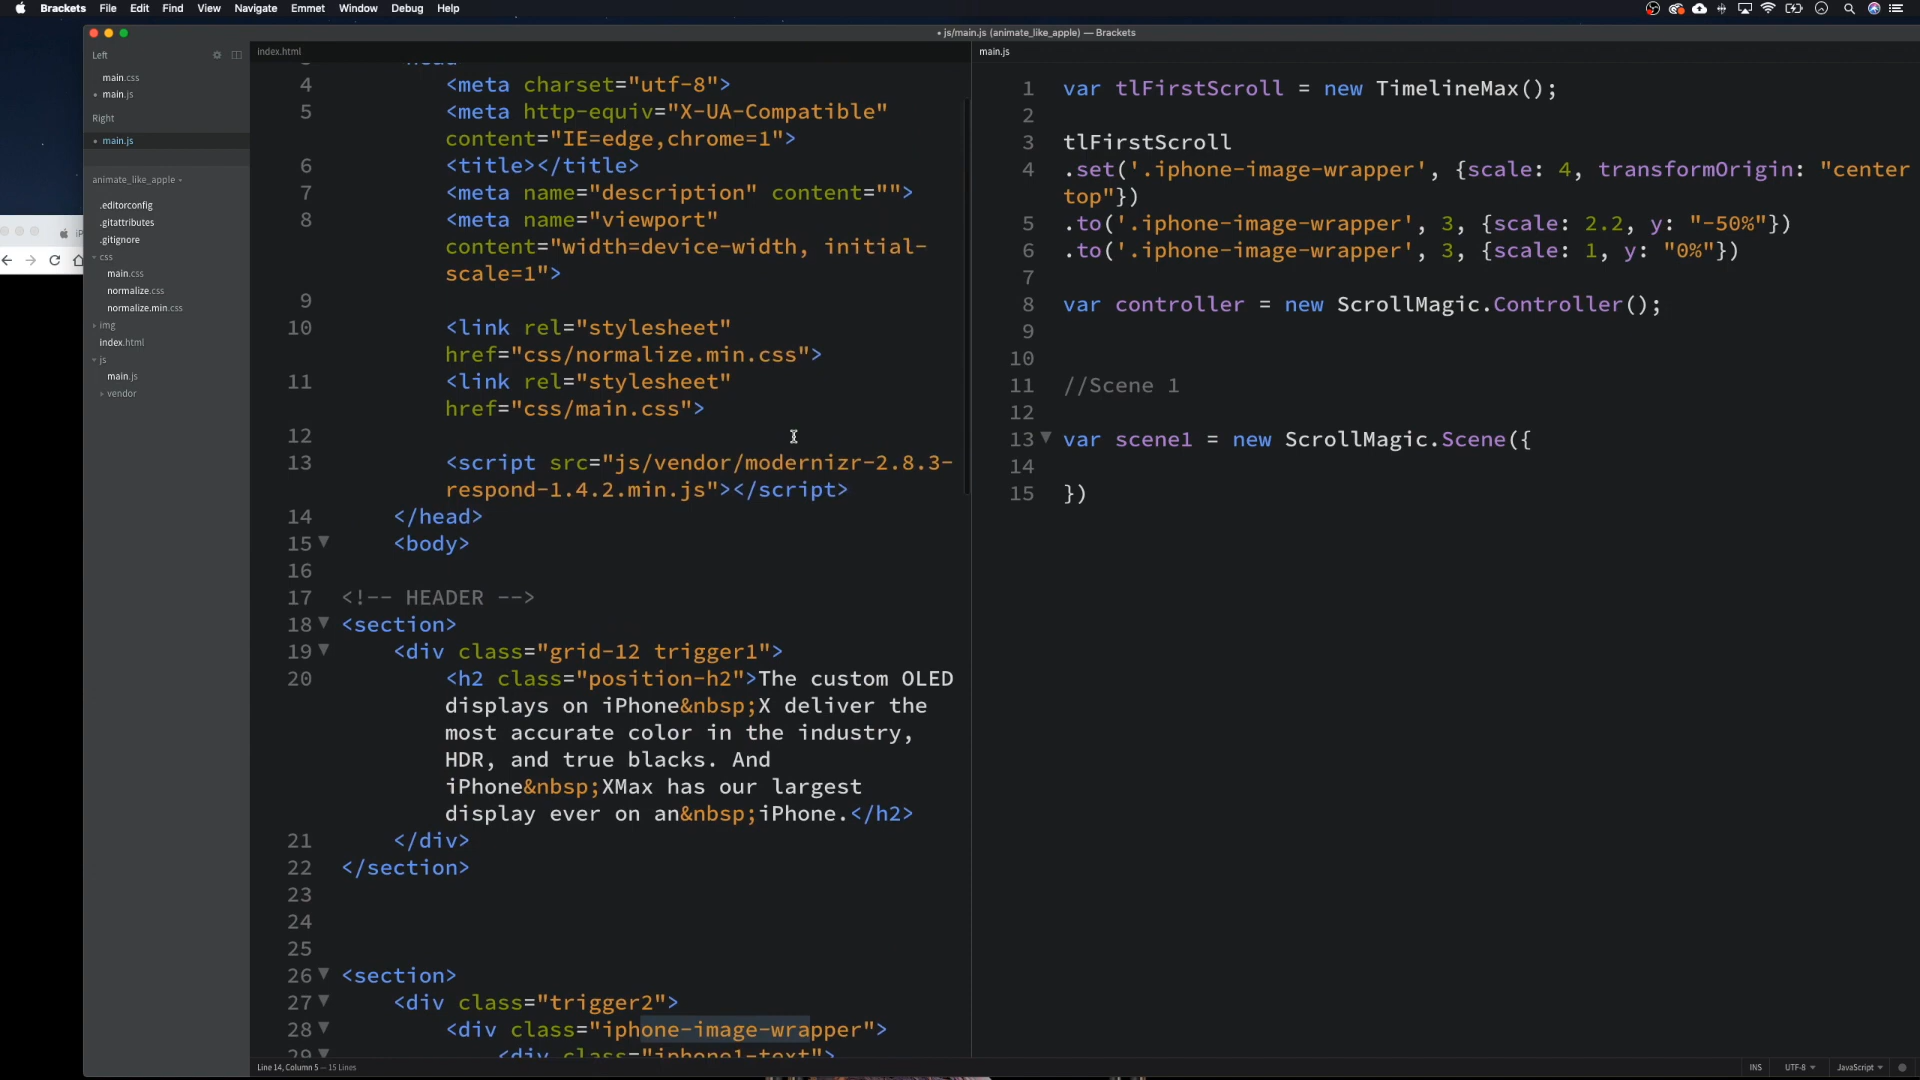 Brackets File Edit Find View Navigate Emmet Window Debug Help
• js/main.js (animate_like_apple) — Brackets
Left
main.css
• main.js
Right
• main.js
animate_like_apple
.editorconfig
.gitattributes
.gitignore
css
main.css
normalize.css
normalize.min.css
img
index.html
js
main.js
vendor
index.html
4 <meta charset="utf-8">
5 <meta http-equiv="X-UA-Compatible"
content="IE=edge,chrome=1">
6 <title></title>
7 <meta name="description" content="">
8 <meta name="viewport"
content="width=device-width, initial-
scale=1">
9
10 <link rel="stylesheet"
href="css/normalize.min.css">
11 <link rel="stylesheet"
href="css/main.css">
12
13 <script src="js/vendor/modernizr-2.8.3-
respond-1.4.2.min.js"></script>
14 </head>
15 <body>
16
17 <!-- HEADER -->
18 <section>
19 <div class="grid-12 trigger1">
20 <h2 class="position-h2">The custom OLED
displays on iPhone&nbsp;X deliver the
most accurate color in the industry,
HDR, and true blacks. And
iPhone&nbsp;XMax has our largest
display ever on an&nbsp;iPhone.</h2>
21 </div>
22 </section>
23
24
25
26 <section>
27 <div class="trigger2">
28 <div class="iphone-image-wrapper">
29 <div class="iphone1-text">
main.js
1 var tlFirstScroll = new TimelineMax();
2
3 tlFirstScroll
4 .set('.iphone-image-wrapper', {scale: 4, transformOrigin: "center
top"})
5 .to('.iphone-image-wrapper', 3, {scale: 2.2, y: "-50%"})
6 .to('.iphone-image-wrapper', 3, {scale: 1, y: "0%"})
7
8 var controller = new ScrollMagic.Controller();
9
10
11 //Scene 1
12
13 var scene1 = new ScrollMagic.Scene({
14
15 })
Line 14, Column 5 — 15 Lines
INS UTF-8 JavaScript